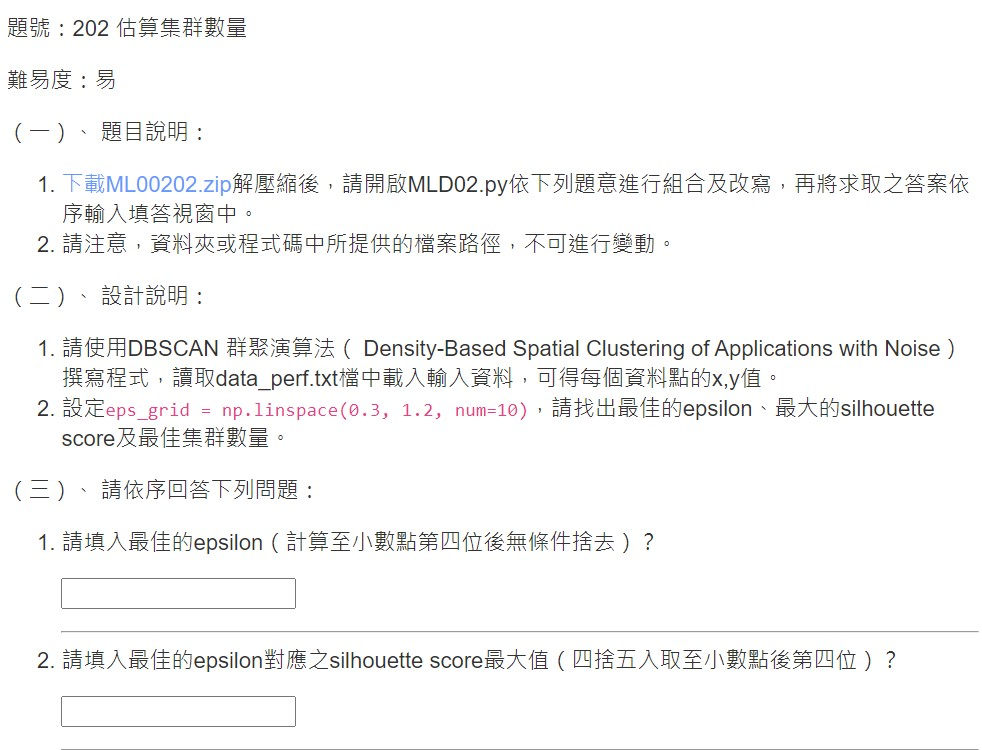 題號：202 估算集群數量
難易度：易
（一）、 題目說明：
1. 下載ML00202.zip解壓縮後，請開啟MLD02.py依下列題意進行組合及改寫，再將求取之答案依
序輸入填答視窗中。
2. 請注意，資料夾或程式碼中所提供的檔案路徑，不可進行變動。
（二）、 設計說明：
1. 請使用DBSCAN 群聚演算法（ Density-Based Spatial Clustering of Applications with Noise）
撰寫程式，讀取data_perf.txt檔中載入輸入資料，可得每個資料點的x,y值。
2. 設定eps_grid = np.linspace(0.3, 1.2, num=10)，請找出最佳的epsilon、最大的silhouette
score及最佳集群數量。
（三）、 請依序回答下列問題：
1. 請填入最佳的epsilon（計算至小數點第四位後無條件捨去）？
2. 請填入最佳的epsilon對應之silhouette score最大值（四捨五入取至小數點後第四位）？